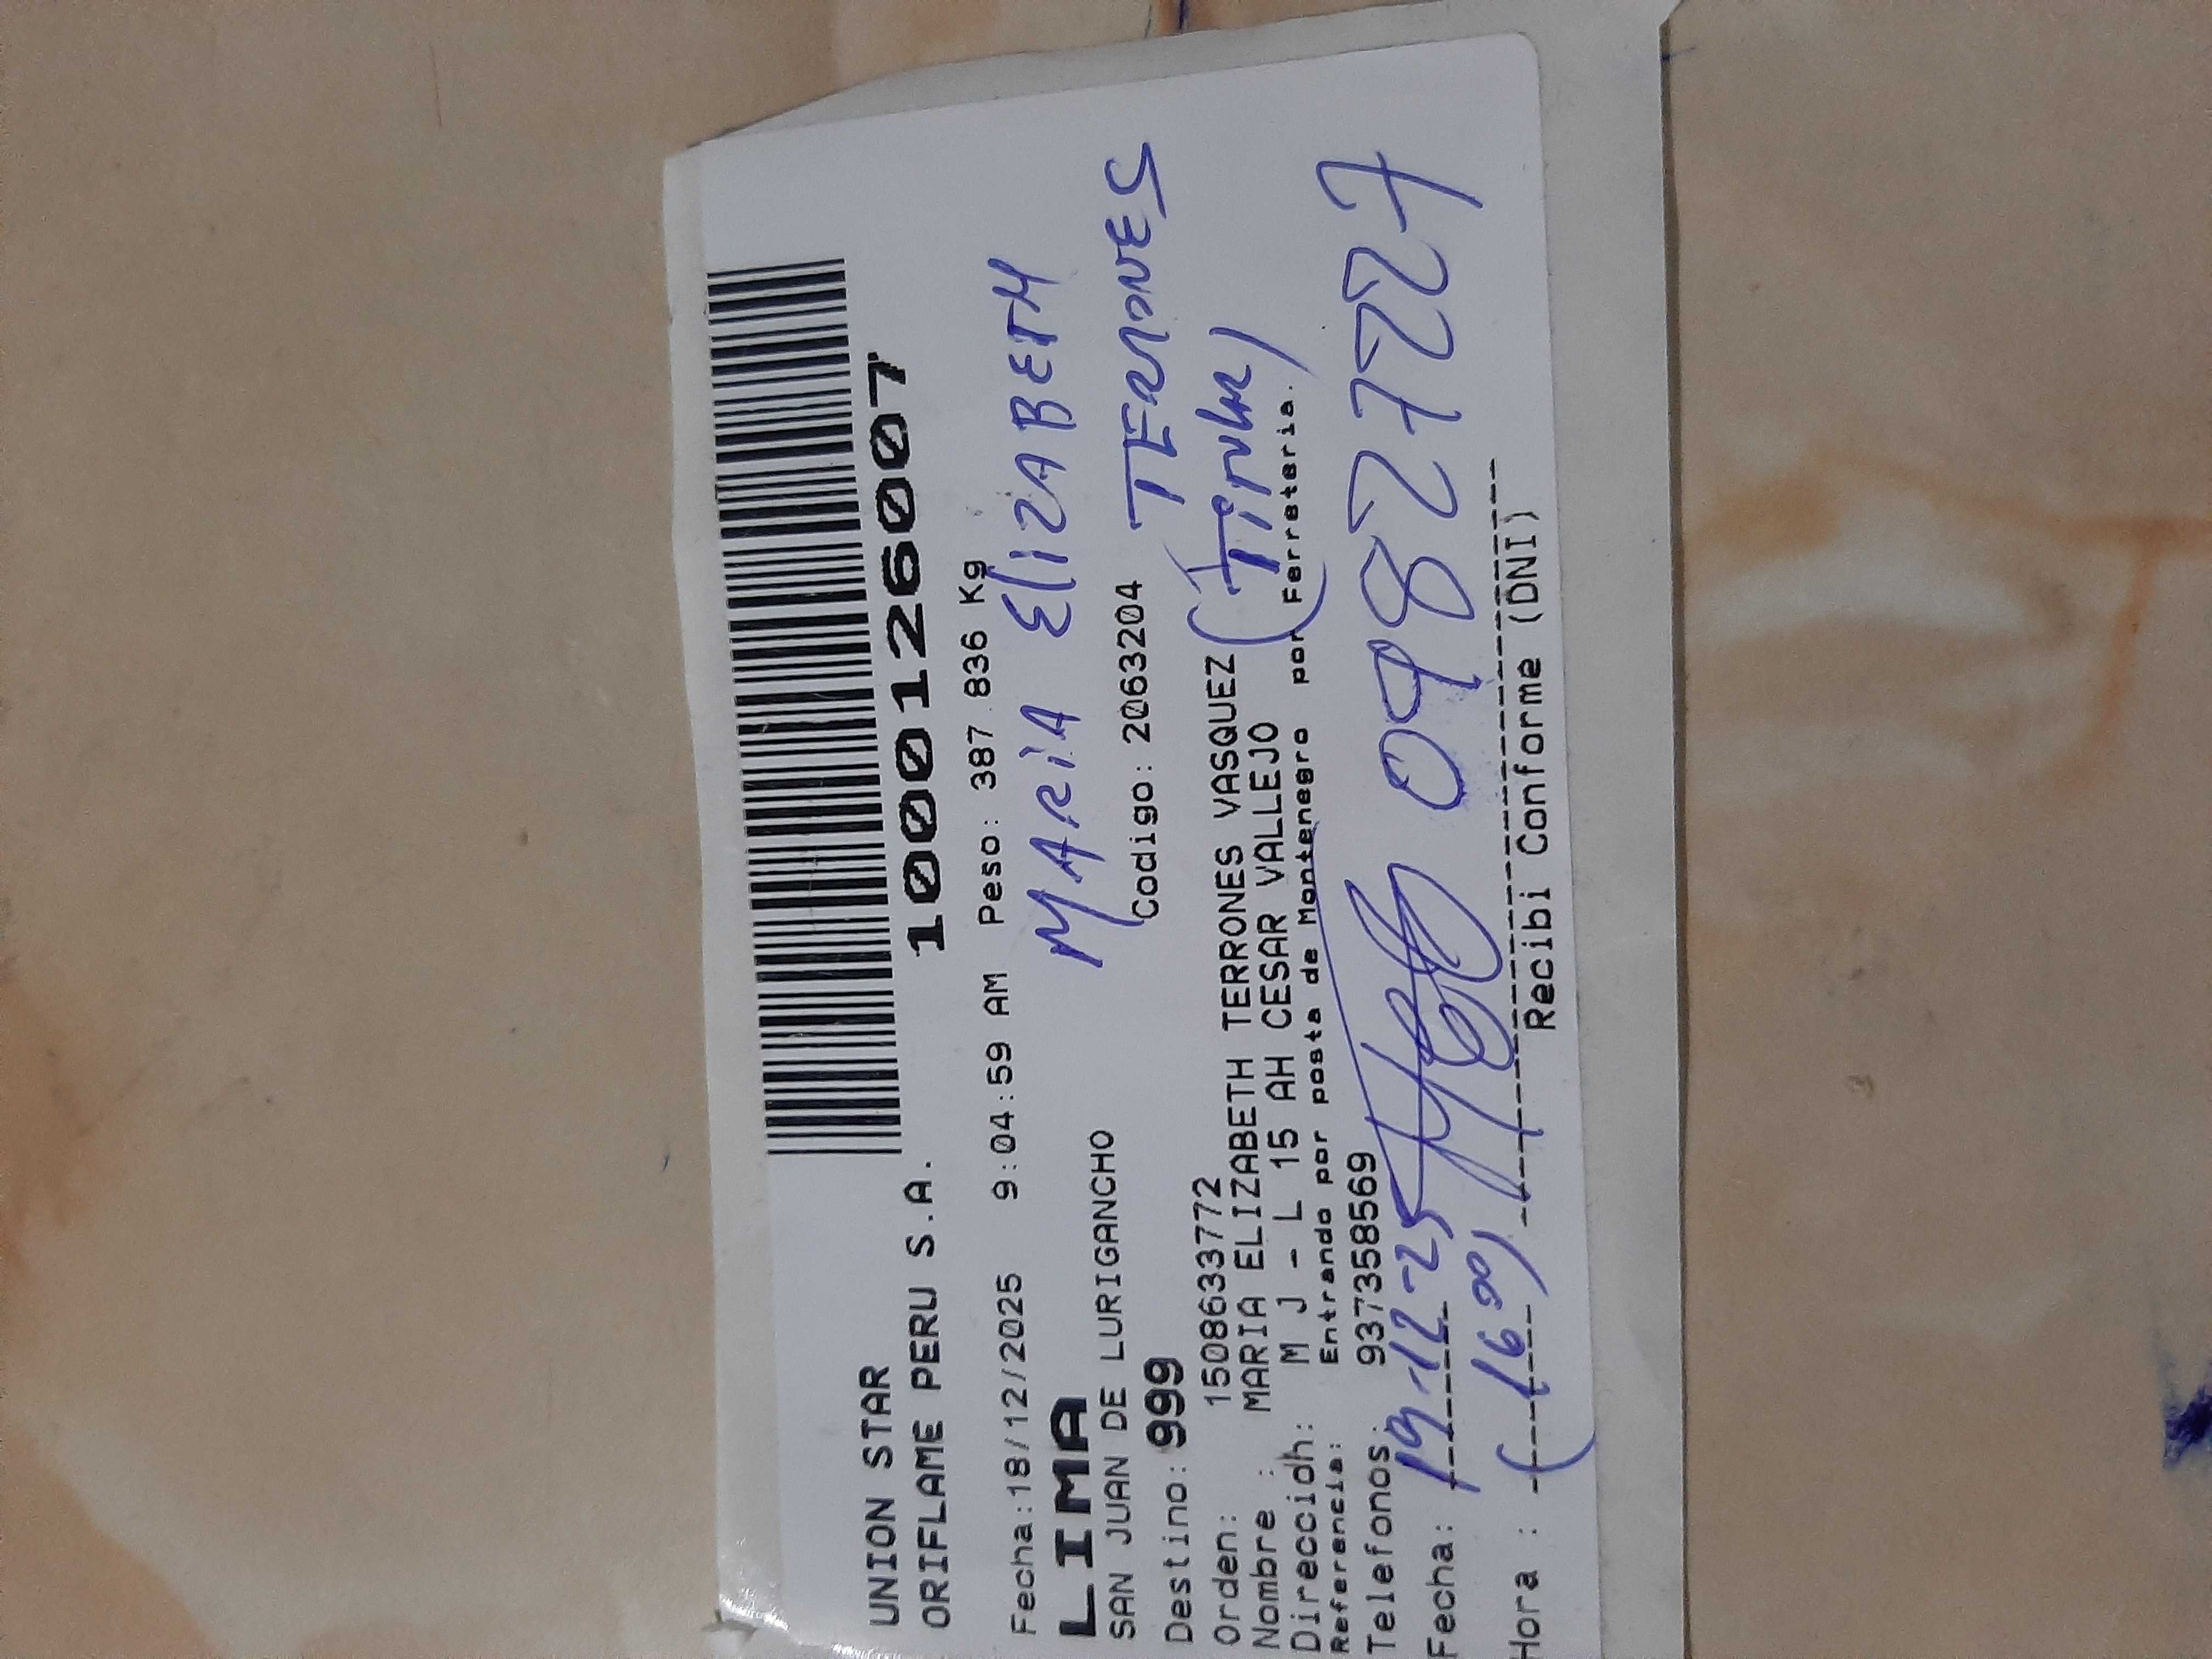 UNION STAR
ORIFLAME PERU S.A.
1000126007
Fecha:18/12/2025 9:04:59 AM Peso: 387.836 Kg
LIMA
MARIA ElizABETH
SAN JUAN DE LURIGANCHO
TERRONES
Destino: 999 Codigo: 2063204
(TiTULAR)
Orden: 1508633772
Nombre : MARIA ELIZABETH TERRONES VASQUEZ
Dirección: M J - L 15 AH CESAR VALLEJO
Referencia: Entrando por posta de Montenegro por Ferreteria.
Telefonos: 937358569
Fecha: 19-12-25
Hora : (16:00)
Recibi Conforme (DNI)